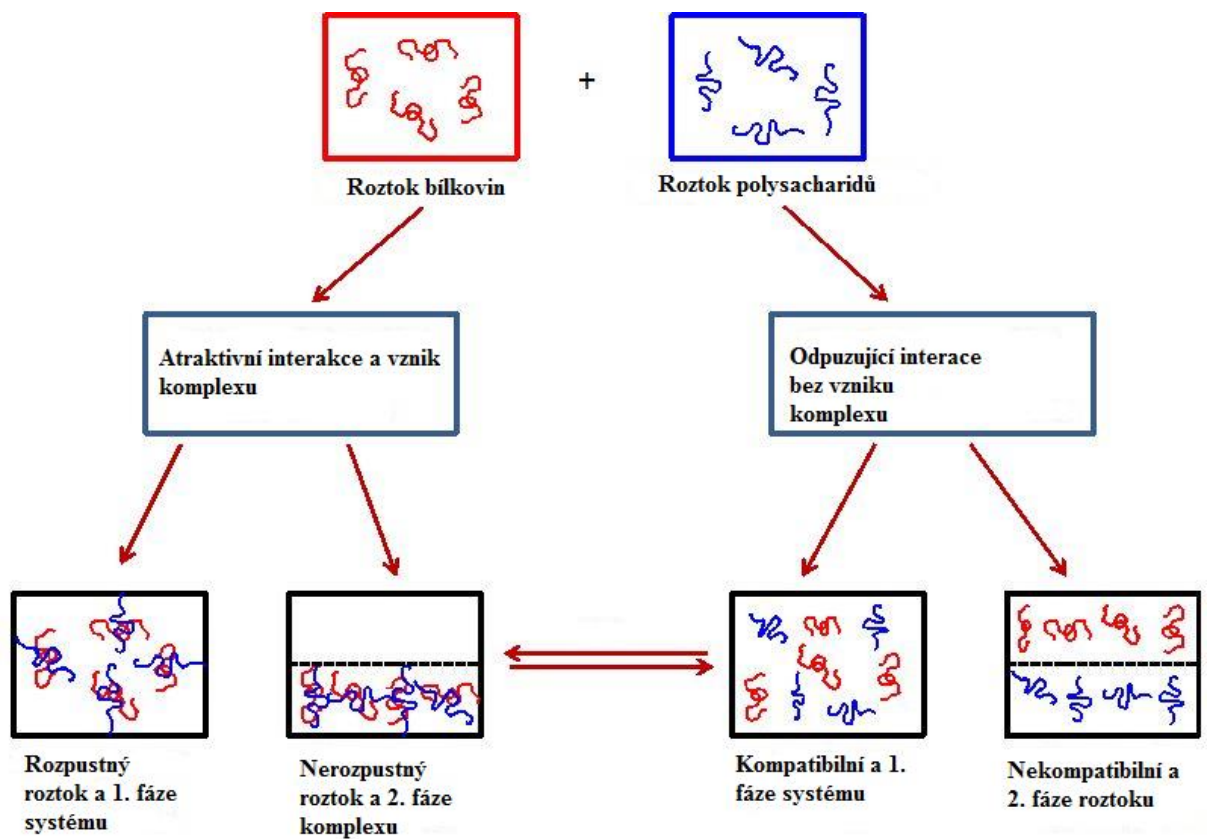 +
Roztok bílkovin
Roztok polysacharidů
Atraktivní interakce a vznik
komplexu
Odpuzující interace
bez vzniku
komplexu
Rozpustný
roztok a 1. fáze
systému
Nerozpustný
roztok a 2. fáze
komplexu
Kompatibilní a 1.
fáze systému
Nekompatibilní a
2. fáze roztoku